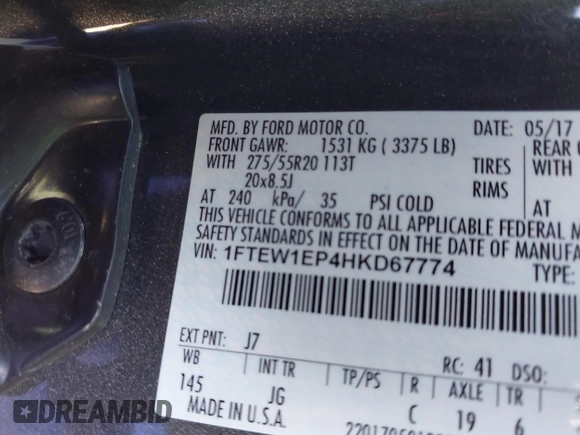 MFD. BY FORD MOTOR CO. DATE: 05/17
FRONT GAWR: 1531 KG ( 3375 LB) REAR
WITH 275/55R20 113T TIRES WITH
20x8.5J RIMS
AT 240 kPa/ 35 PSI COLD AT
THIS VEHICLE CONFORMS TO ALL APPLICABLE FEDERAL M
SAFETY STANDARDS IN EFFECT ON THE DATE OF MANUFA
VIN: 1FTEW1EP4HKD67774 TYPE:
EXT PNT: J7 RC: 41 DSO:
WB INT TR TP/PS R AXLE TR
145 JG C 19 6
MADE IN U.S.A.
DREAMBID